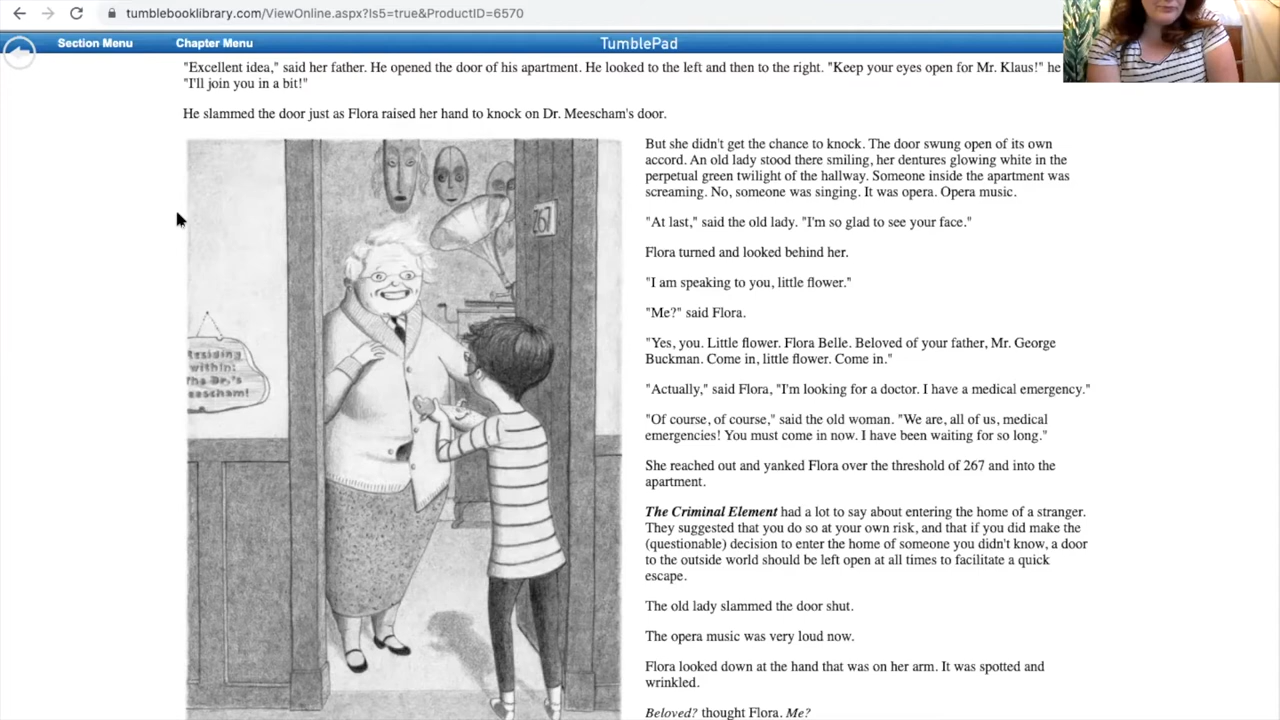 tumblebooklibrary.com/ViewOnline.aspx?ls5=true&ProductID=6570
Section Menu
Chapter Menu
TumblePad
"Excellent idea," said her father. He opened the door of his apartment. He looked to the left and then to the right. "Keep your eyes open for Mr. Klaus!" he
"I'll join you in a bit!"
He slammed the door just as Flora raised her hand to knock on Dr. Meescham's door.
267
Residing
within:
The Dr.'s
eescham!
But she didn't get the chance to knock. The door swung open of its own
accord. An old lady stood there smiling, her dentures glowing white in the
perpetual green twilight of the hallway. Someone inside the apartment was
screaming. No, someone was singing. It was opera. Opera music.
"At last," said the old lady. "I'm so glad to see your face."
Flora turned and looked behind her.
"I am speaking to you, little flower."
"Me?" said Flora.
"Yes, you. Little flower. Flora Belle. Beloved of your father, Mr. George
Buckman. Come in, little flower. Come in."
"Actually," said Flora, "I'm looking for a doctor. I have a medical emergency."
"Of course, of course," said the old woman. "We are, all of us, medical
emergencies! You must come in now. I have been waiting for so long."
She reached out and yanked Flora over the threshold of 267 and into the
apartment.
The Criminal Element had a lot to say about entering the home of a stranger.
They suggested that you do so at your own risk, and that if you did make the
(questionable) decision to enter the home of someone you didn't know, a door
to the outside world should be left open at all times to facilitate a quick
escape.
The old lady slammed the door shut.
The opera music was very loud now.
Flora looked down at the hand that was on her arm. It was spotted and
wrinkled.
Beloved? thought Flora. Me?